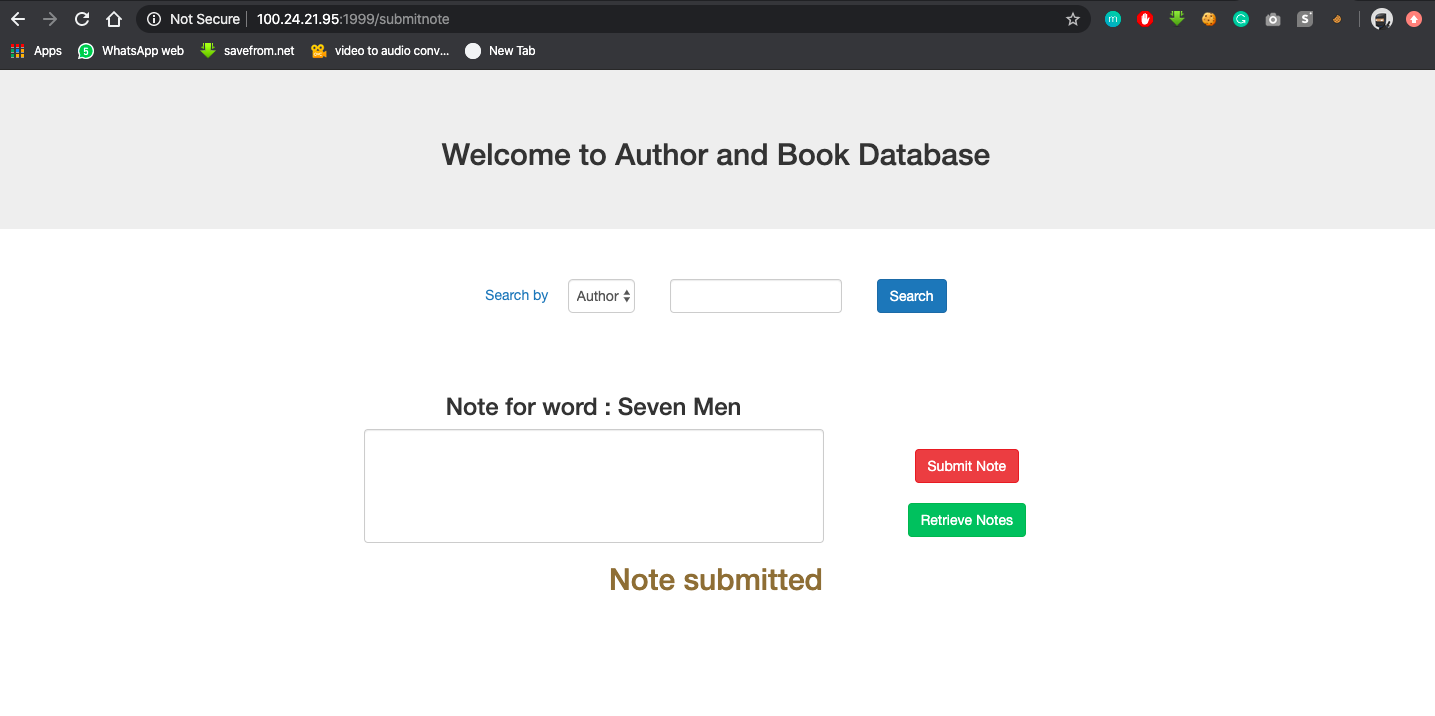 Not Secure 100.24.21.95:1999/submitnote
Apps WhatsApp web savefrom.net video to audio conv... New Tab
Welcome to Author and Book Database
Search by Author Search
Note for word : Seven Men
Submit Note
Retrieve Notes
Note submitted